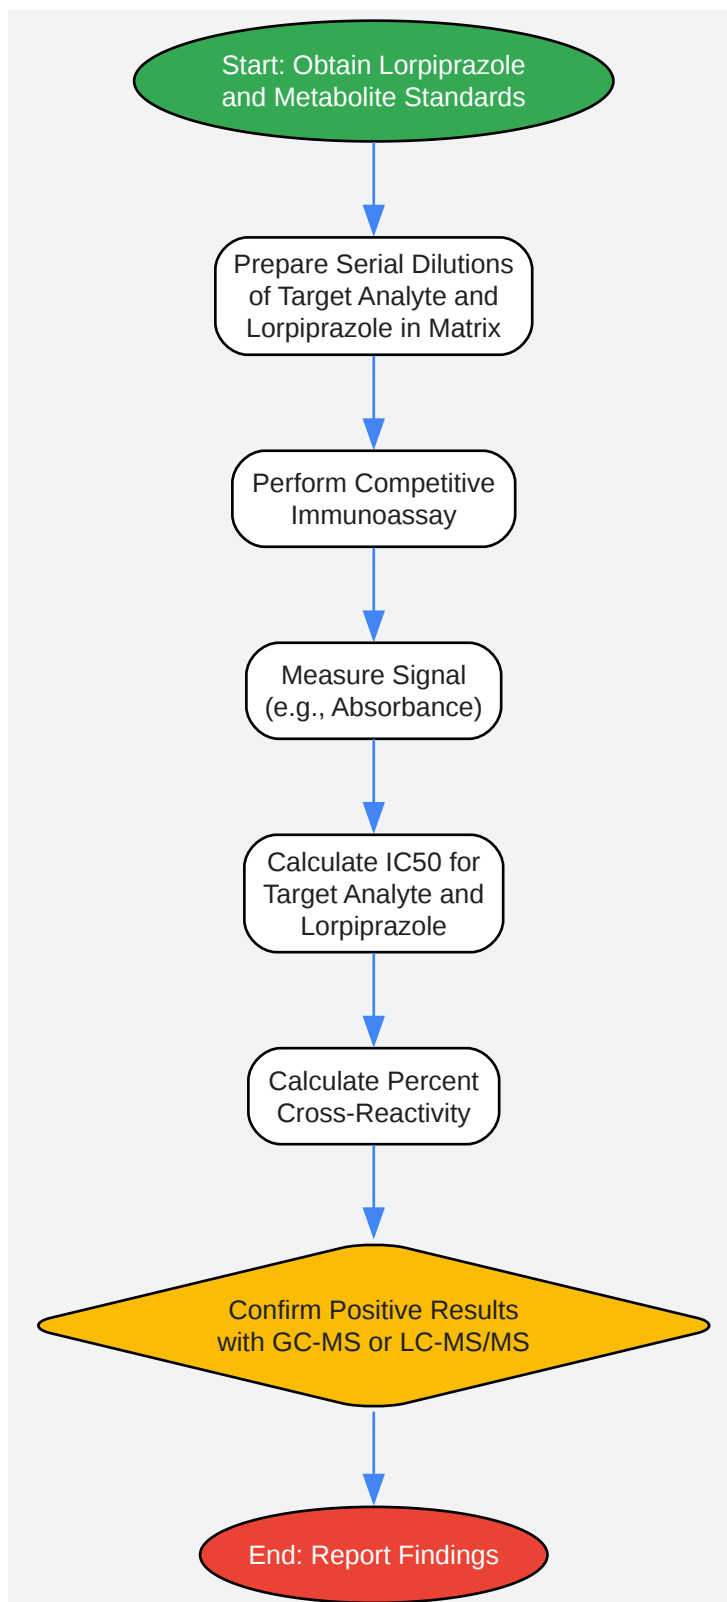 Start: Obtain Lorpiprazole
and Metabolite Standards
Prepare Serial Dilutions
of Target Analyte and
Lorpiprazole in Matrix
Perform Competitive
Immunoassay
Measure Signal
(e.g., Absorbance)
Calculate IC50 for
Target Analyte and
Lorpiprazole
Calculate Percent
Cross-Reactivity
Confirm Positive Results
with GC-MS or LC-MS/MS
End: Report Findings